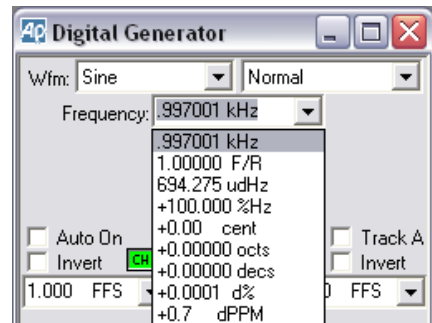 Ap Digital Generator
Wfm: Sine Normal
Frequency: .997001 kHz
.997001 kHz
1.00000 F/R
694.275 udHz
+100.000 %Hz
+0.00 cent
+0.00000 octs
+0.00000 decs
+0.0001 d%
+0.7 dPPM
Auto On Track A
Invert CH Invert
1.000 FFS FFS